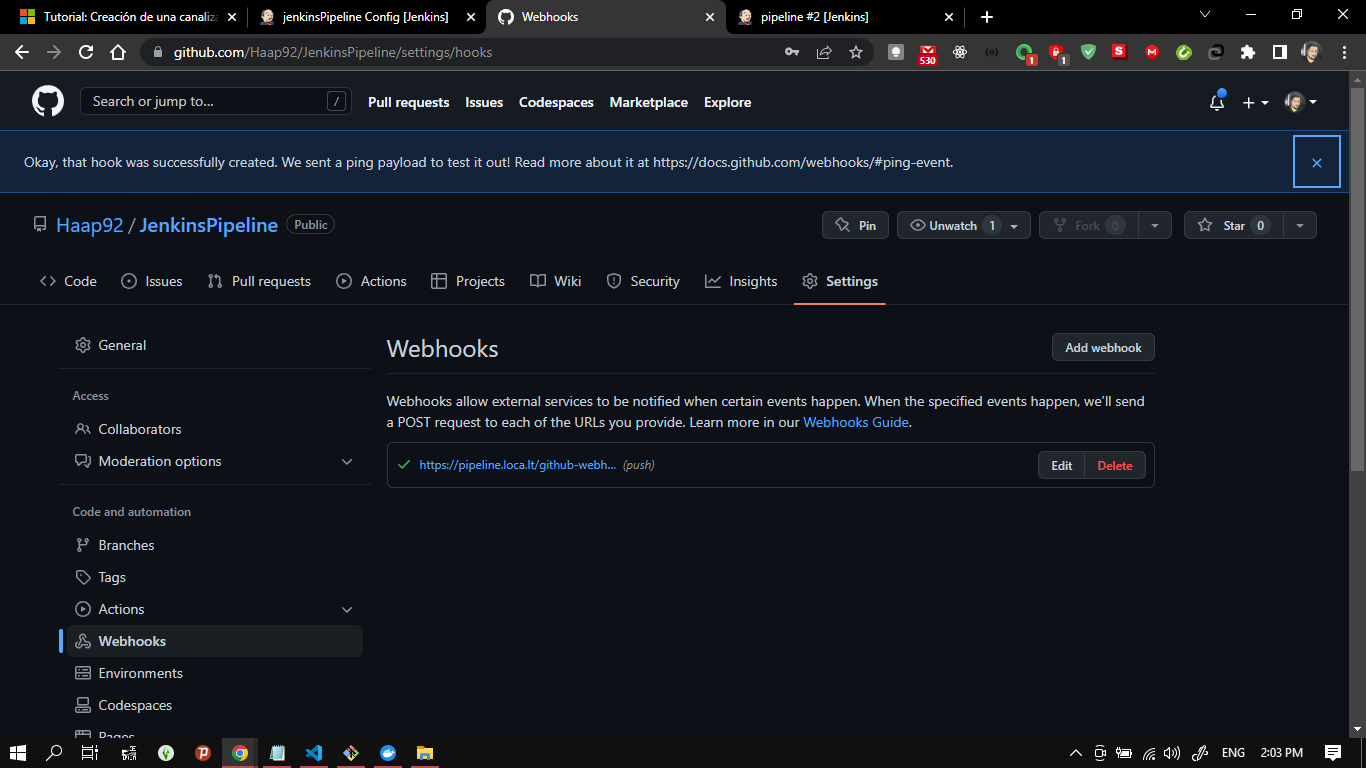 Tutorial: Creación de una canaliza
jenkinsPipeline Config [Jenkins]
Webhooks
pipeline #2 [Jenkins]
github.com/Haap92/JenkinsPipeline/settings/hooks
530
1
1
Search or jump to...
/
Pull requests
Issues
Codespaces
Marketplace
Explore
Okay, that hook was successfully created. We sent a ping payload to test it out! Read more about it at https://docs.github.com/webhooks/#ping-event.
Haap92 / JenkinsPipeline
Public
Pin
Unwatch 1
Fork 0
Star 0
Code
Issues
Pull requests
Actions
Projects
Wiki
Security
Insights
Settings
General
Access
Collaborators
Moderation options
Code and automation
Branches
Tags
Actions
Webhooks
Environments
Codespaces
Pages
Webhooks
Add webhook
Webhooks allow external services to be notified when certain events happen. When the specified events happen, we'll send
a POST request to each of the URLs you provide. Learn more in our Webhooks Guide.
https://pipeline.loca.lt/github-webh... (push)
Edit
Delete
ENG
2:03 PM